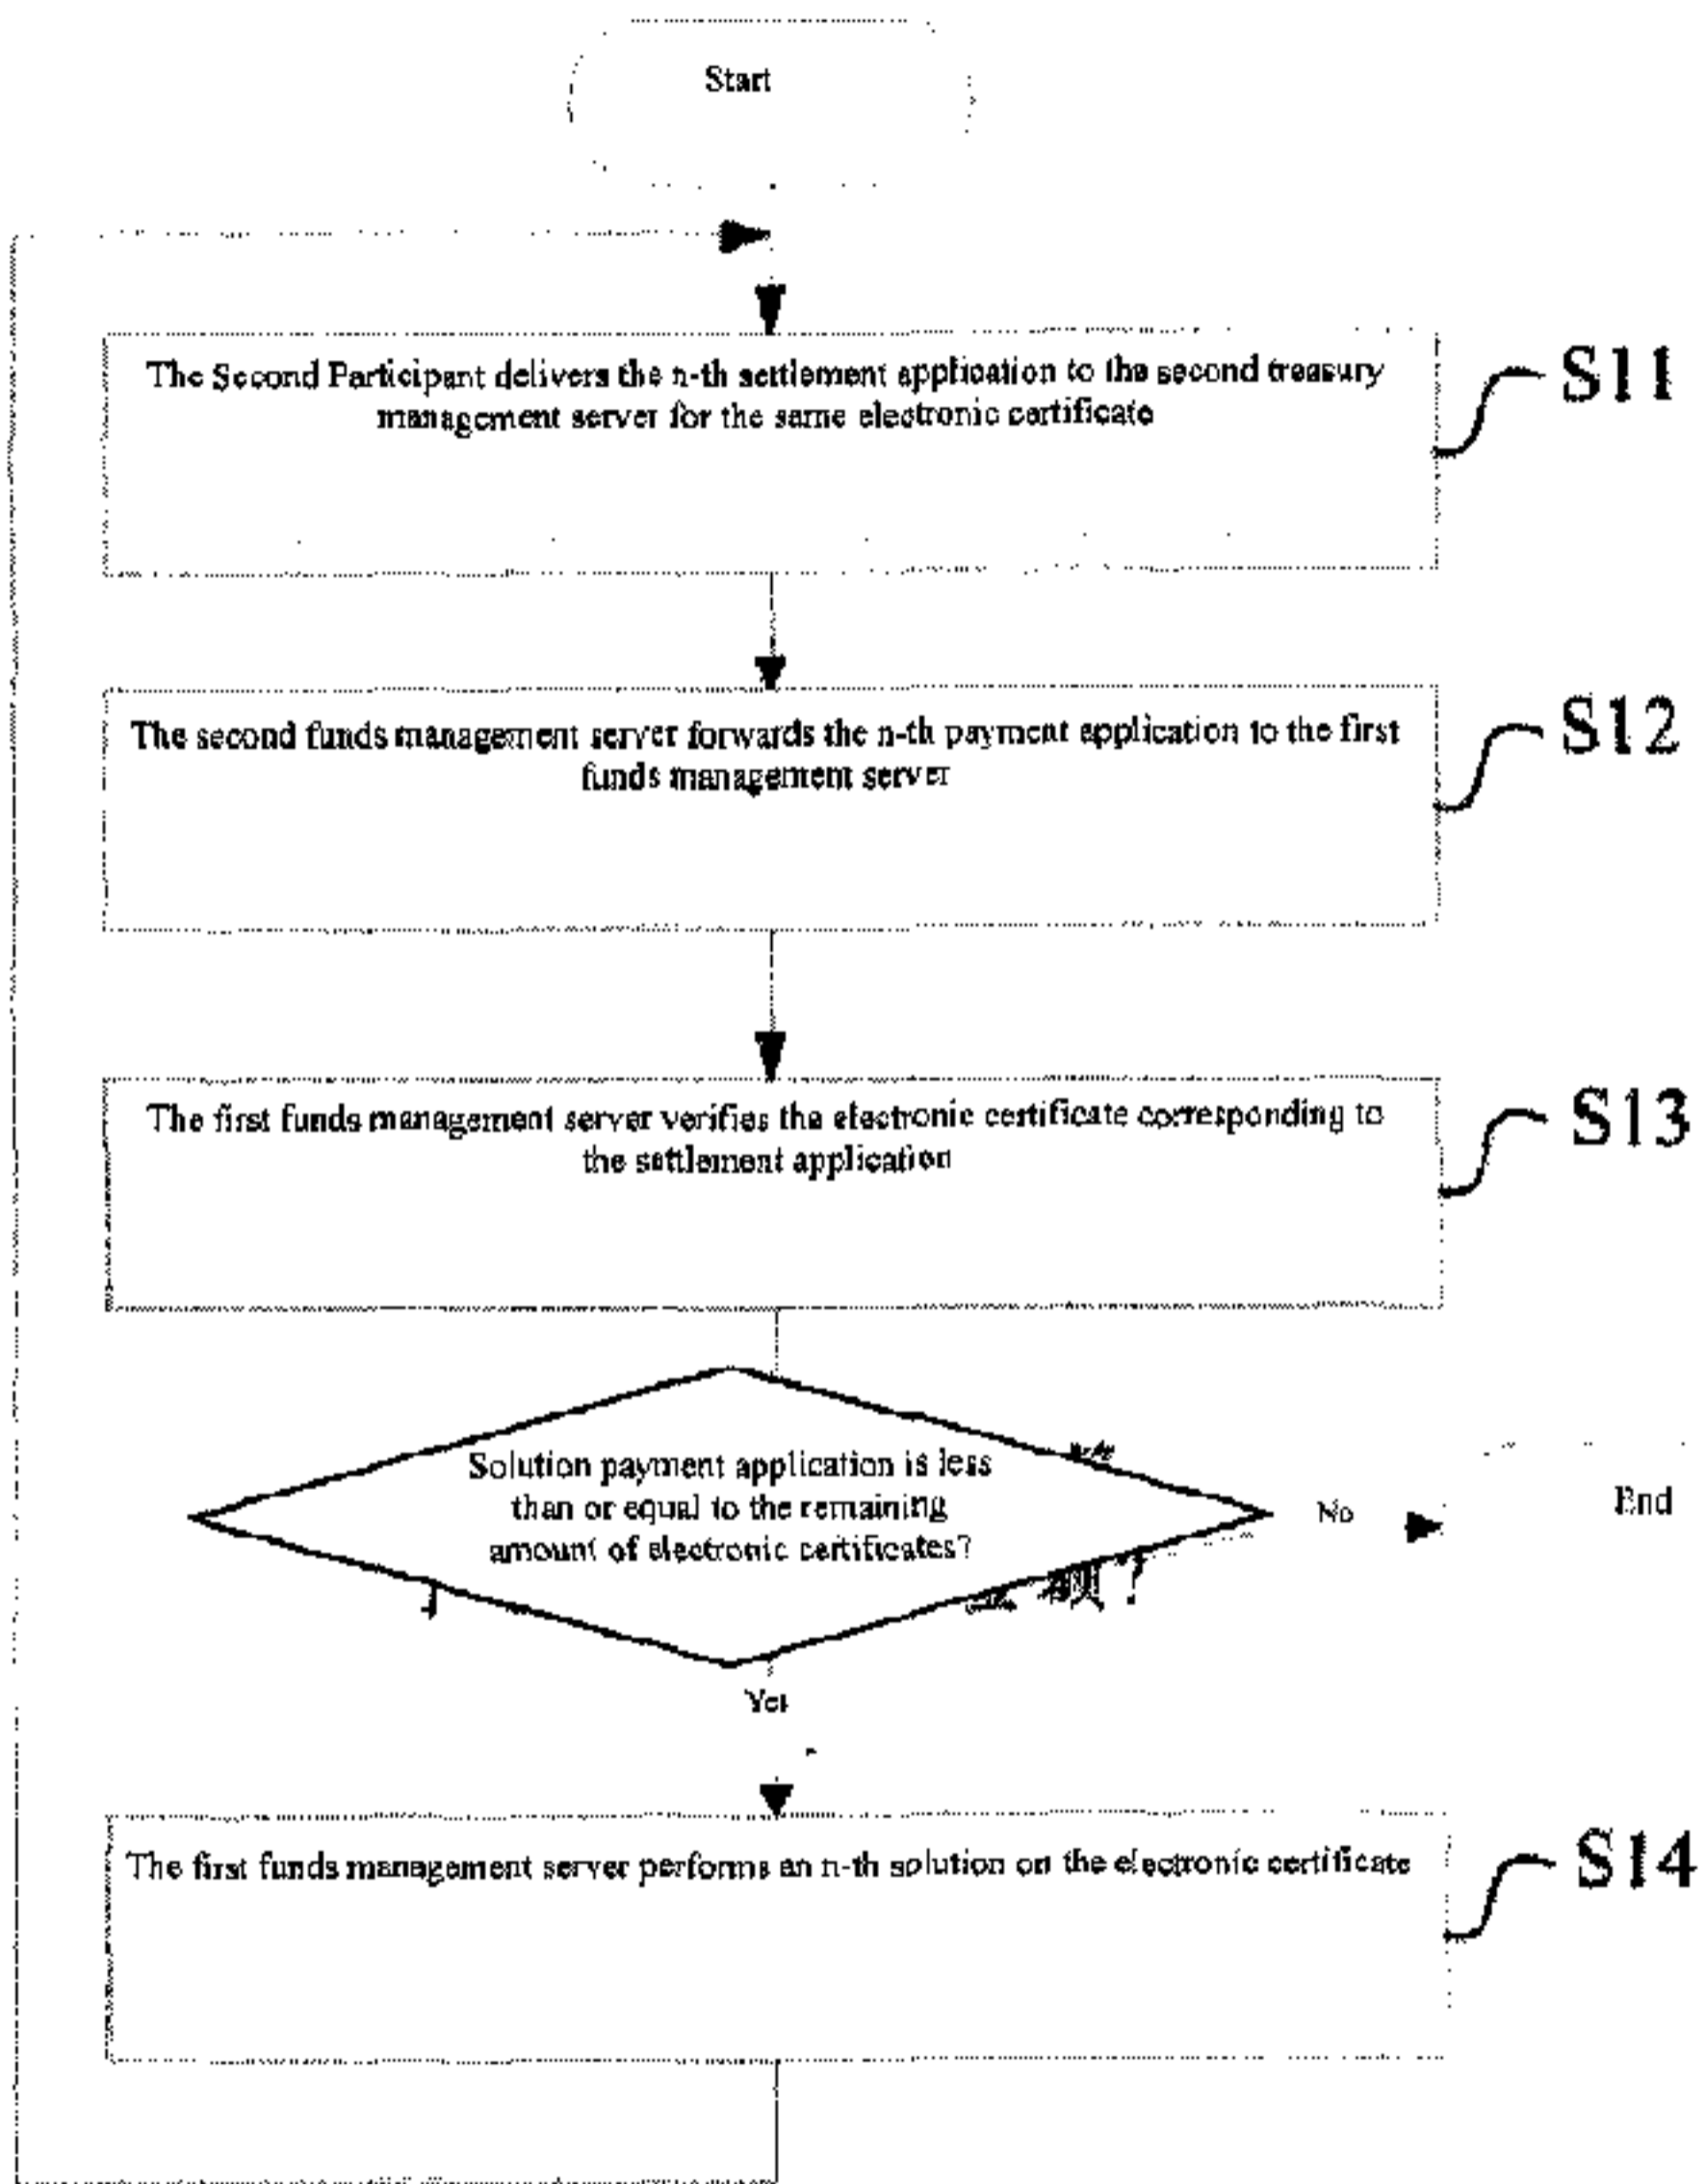 Start
The Second Participant delivers the n-th settlement application to the second treasury
management server for the same electronic certificate
S11
The second funds management server forwards the n-th payment application to the first
funds management server
S12
The first funds management server verifies the electronic certificate corresponding to
the settlement application
S13
Solution payment application is less
than or equal to the remaining
amount of electronic certificates?
额?
No
End
Yes
The first funds management server performs an n-th solution on the electronic certificate
S14